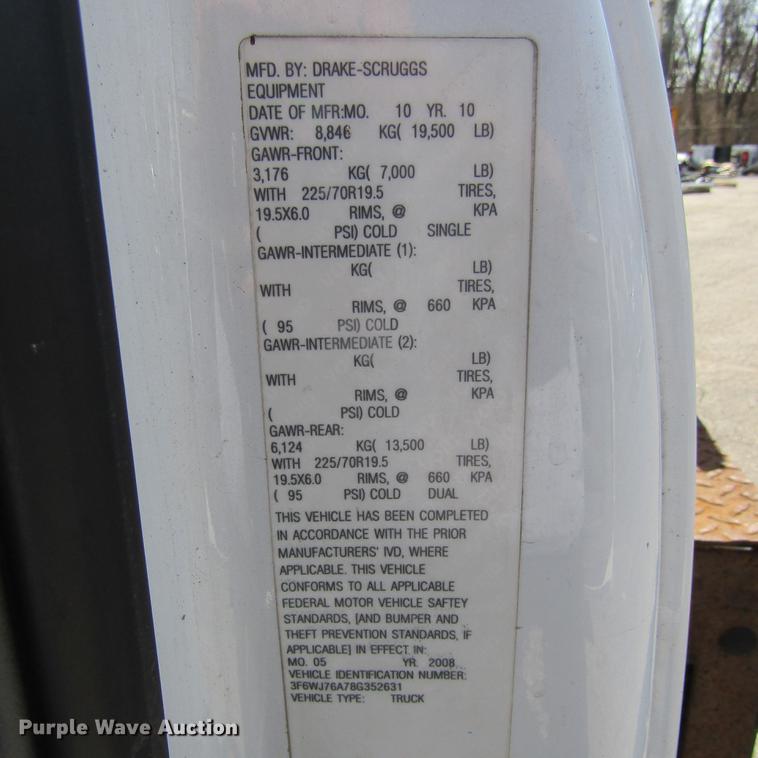 MFD. BY: DRAKE-SCRUGGS
EQUIPMENT
DATE OF MFR:MO. 10 YR. 10
GVWR: 8,846 KG( 19,500 LB)
GAWR-FRONT:
3,176 KG( 7,000 LB)
WITH 225/70R19.5 TIRES,
19.5X6.0 RIMS, @ KPA
( PSI) COLD SINGLE
GAWR-INTERMEDIATE (1):
KG( LB)
WITH TIRES,
RIMS, @ 660 KPA
( 95 PSI) COLD
GAWR-INTERMEDIATE (2):
KG( LB)
WITH TIRES,
RIMS, @ KPA
( PSI) COLD
GAWR-REAR:
6,124 KG( 13,500 LB)
WITH 225/70R19.5 TIRES,
19.5X6.0 RIMS, @ 660 KPA
( 95 PSI) COLD DUAL
THIS VEHICLE HAS BEEN COMPLETED
IN ACCORDANCE WITH THE PRIOR
MANUFACTURERS' IVD, WHERE
APPLICABLE. THIS VEHICLE
CONFORMS TO ALL APPLICABLE
FEDERAL MOTOR VEHICLE SAFTEY
STANDARDS, [AND BUMPER AND
THEFT PREVENTION STANDARDS, IF
APPLICABLE] IN EFFECT IN:
MO. 05 YR. 2008
VEHICLE IDENTIFICATION NUMBER:
3F6WJ76A78G352631
VEHICLE TYPE: TRUCK
Purple Wave Auction